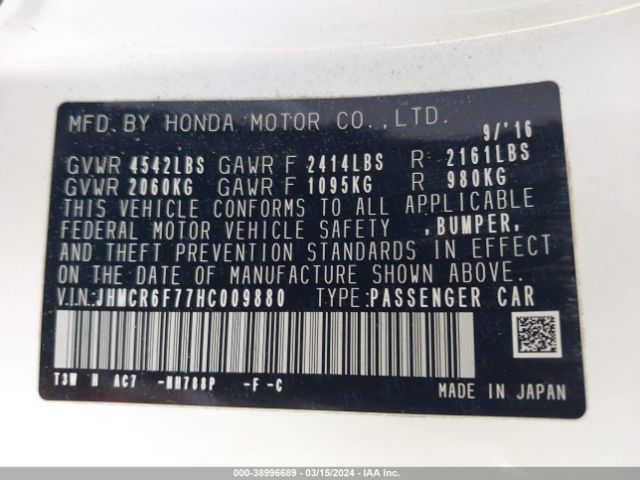 MFD. BY HONDA MOTOR CO., LTD. 9/'16
GVWR 4542LBS GAWR F 2414LBS R 2161LBS
GVWR 2060KG GAWR F 1095KG R 980KG
THIS VEHICLE CONFORMS TO ALL APPLICABLE
FEDERAL MOTOR VEHICLE SAFETY ,BUMPER,
AND THEFT PREVENTION STANDARDS IN EFFECT
ON THE DATE OF MANUFACTURE SHOWN ABOVE.
V.I.N.:JHMCR6F77HC009880 TYPE:PASSENGER CAR
T3W H AC7 -NH788P -F -C
MADE IN JAPAN
000-38996689 - 03/15/2024 - IAAI.COM